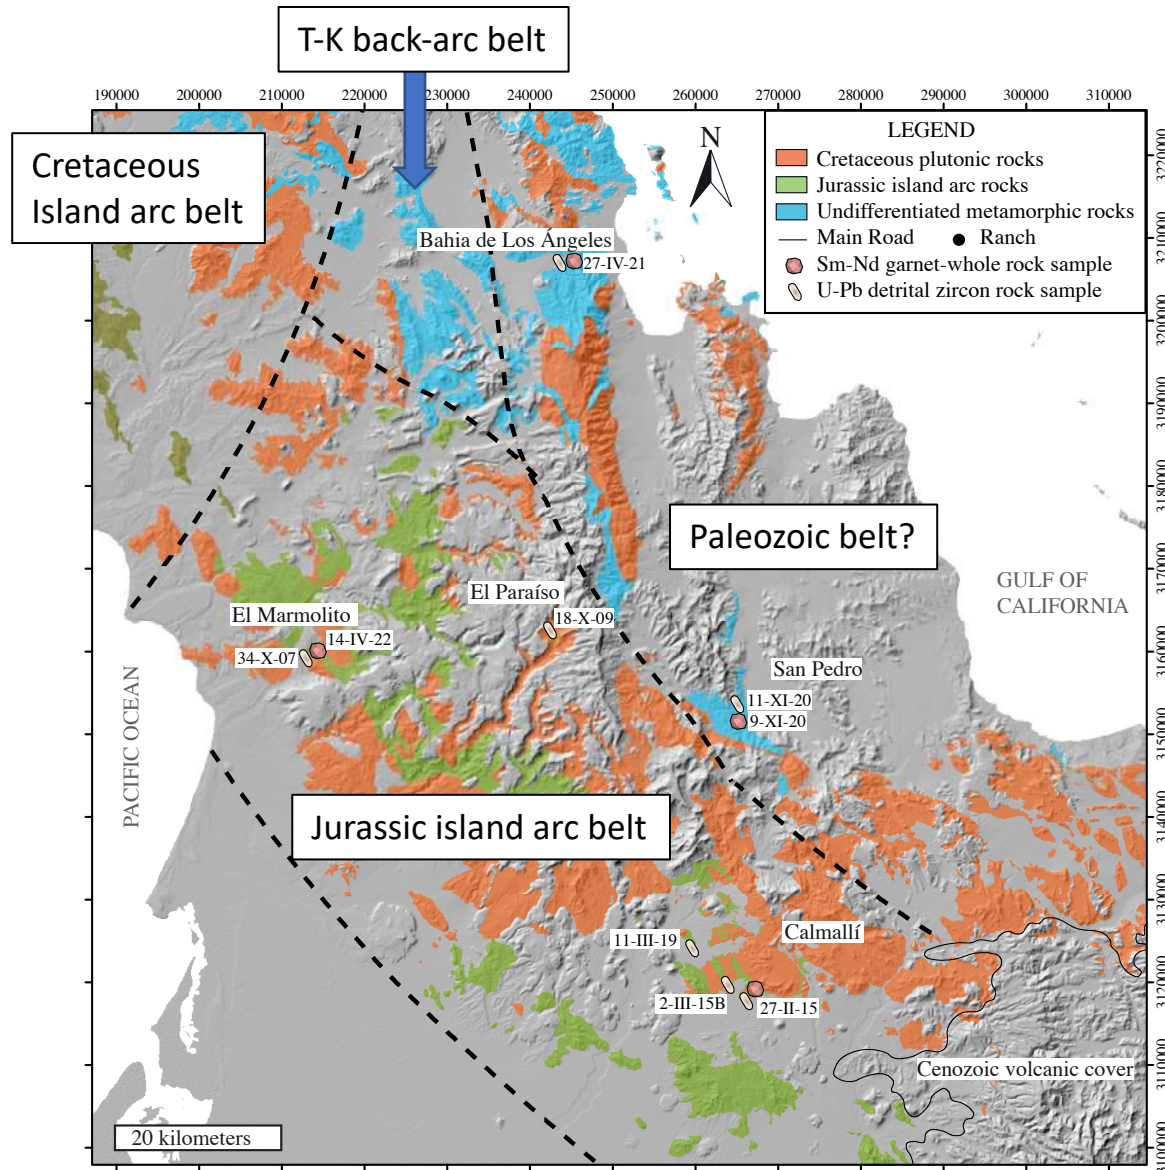 T-K back-arc belt
190000 200000 210000 220000 230000 240000 250000 260000 270000 280000 290000 300000 310000
Cretaceous
Island arc belt
N
LEGEND
Cretaceous plutonic rocks
Jurassic island arc rocks
Undifferentiated metamorphic rocks
Main Road
Ranch
Sm-Nd garnet-whole rock sample
U-Pb detrital zircon rock sample
3220000
3210000
3200000
3190000
3180000
3170000
3160000
3150000
3140000
3130000
3120000
3110000
3100000
Bahia de Los Ángeles
27-IV-21
Paleozoic belt?
GULF OF
CALIFORNIA
El Paraíso
18-X-09
El Marmolito
14-IV-22
34-X-07
San Pedro
11-XI-20
9-XI-20
PACIFIC OCEAN
Jurassic island arc belt
Calmallí
11-III-19
2-III-15B
27-II-15
Cenozoic volcanic cover
20 kilometers